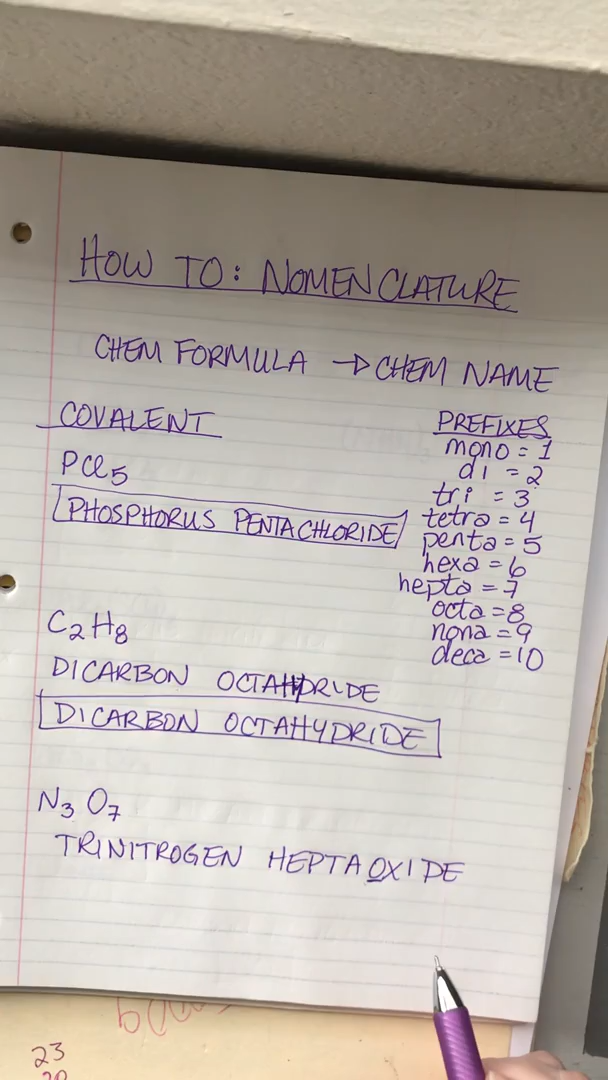 HOW TO: NOMENCLATURE
CHEM FORMULA → CHEM NAME
COVALENT
PCl5
PHOSPHORUS PENTACHLORIDE
PREFIXES
mono = 1
di = 2
tri = 3
tetra = 4
penta = 5
hexa = 6
hepta = 7
octa = 8
nona = 9
deca = 10
C2H8
DICARBON OCTAHYDRIDE
DICARBON OCTAHYDRIDE
N3O7
TRINITROGEN HEPTAOXIDE
23